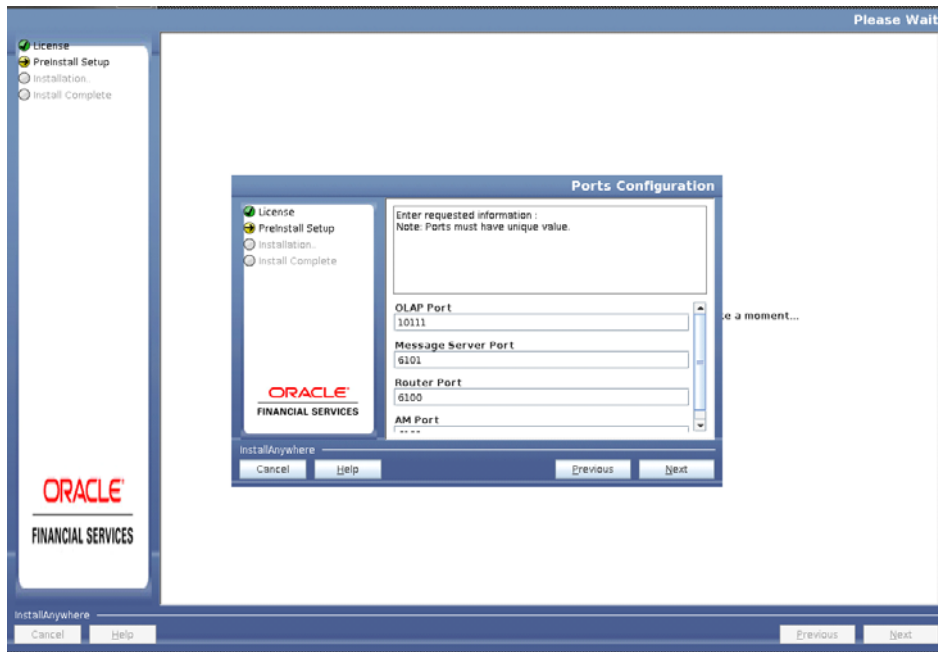 Please Wait
License
Preinstall Setup
Installation.
Install Complete
Ports Configuration
License
PreInstall Setup
Installation..
Install Complete
Enter requested information :
Note: Ports must have unique value.
OLAP Port
10111
Message Server Port
6101
Router Port
6100
AM Port
ORACLE
FINANCIAL SERVICES
InstallAnywhere
Cancel
Help
Previous
Next
e a moment...
ORACLE
FINANCIAL SERVICES
InstallAnywhere
Cancel
Help
Previous
Next